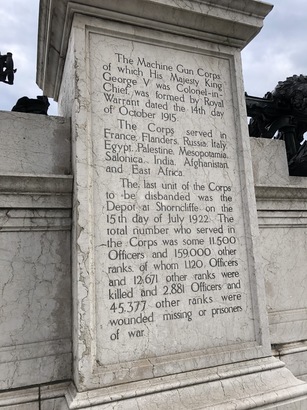 The Machine Gun Corps
of which His Majesty King
George V was Colonel-in-
Chief, was formed by Royal
Warrant dated the 14th day
of October 1915.
The Corps served in
France, Flanders, Russia, Italy,
Egypt, Palestine, Mesopotamia,
Salonica, India, Afghanistan,
and East Africa.
The last unit of the Corps
to be disbanded was the
Depot at Shorncliffe on the
15th day of July 1922. The
total number who served in
the Corps was some 11,500
Officers and 159,000 other
ranks, of whom 1,120 Officers
and 12,671 other ranks were
killed and 2,881 Officers and
45,377 other ranks were
wounded, missing or prisoners
of war.